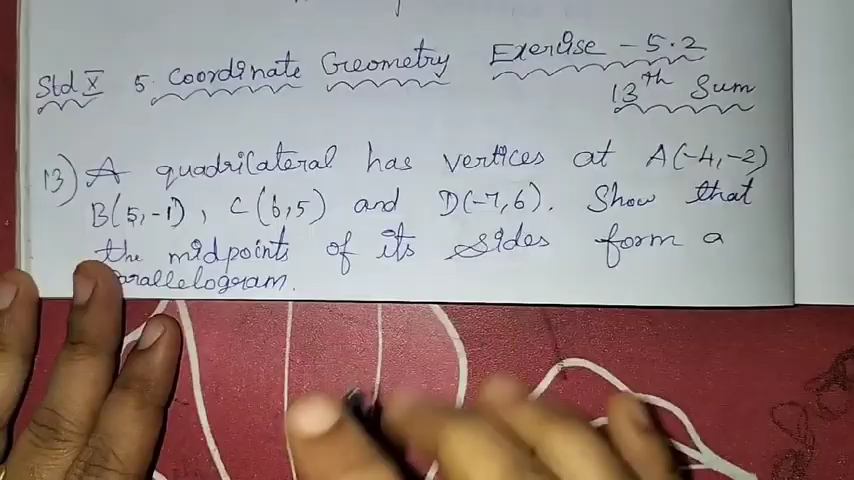 Std X 5. Coordinate Geometry Exercise - 5.2
13th Sum
13) A quadrilateral has vertices at A(-4,-2)
B(5,-1), C(6,5) and D(-7,6). Show that
the midpoints of its sides form a
parallelogram.